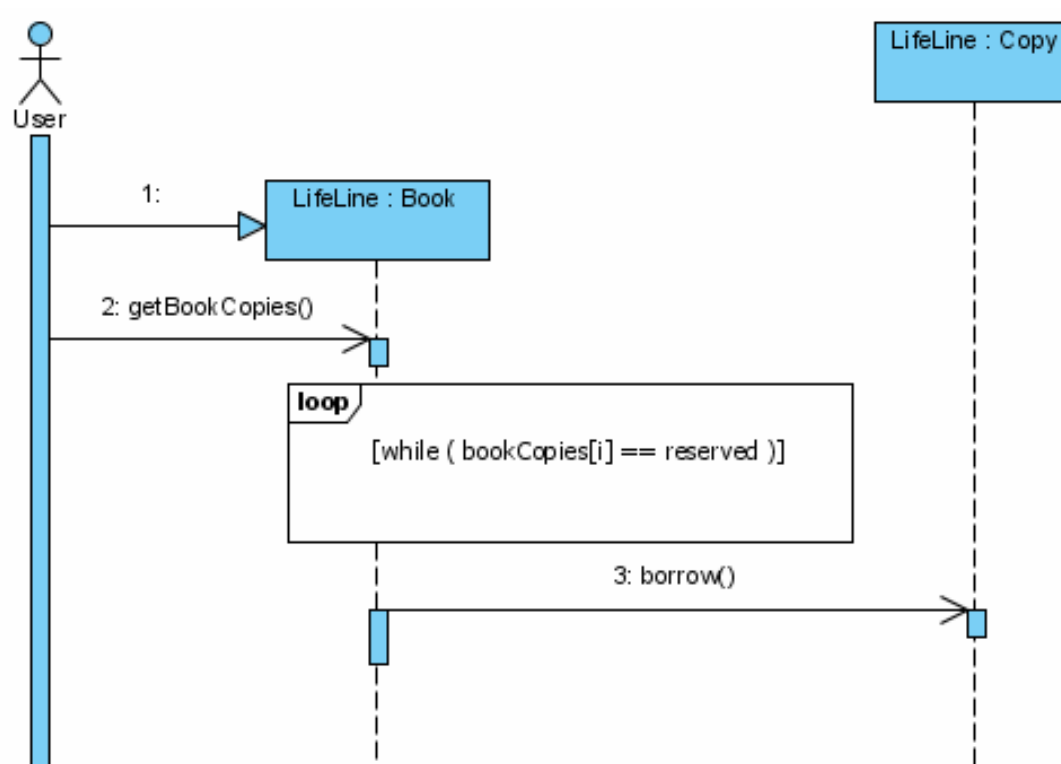 LifeLine : Copy
User
1:
LifeLine : Book
2: getBookCopies()
loop
[while ( bookCopies[i] == reserved )]
3: borrow()